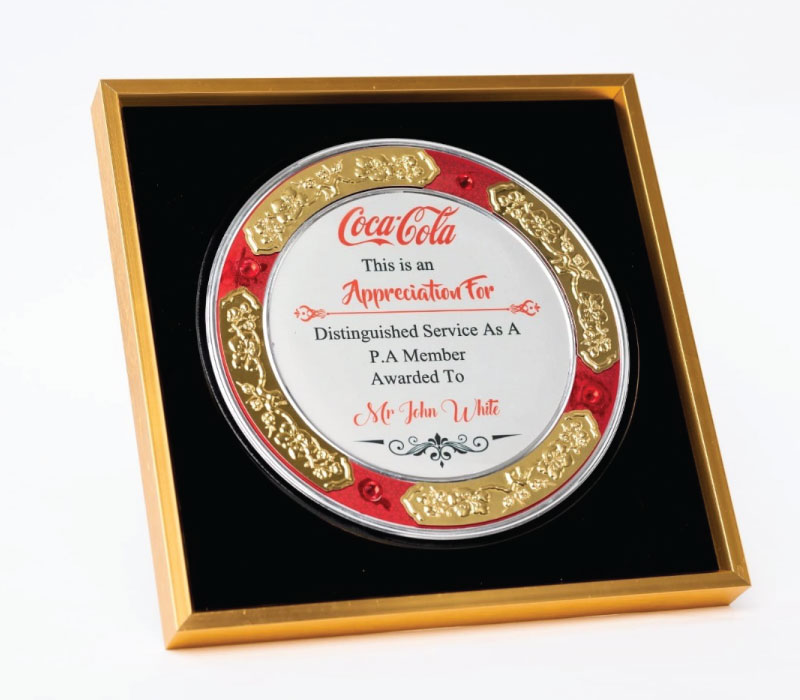 Coca-Cola
This is an
Appreciation For
Distinguished Service As A
P.A Member
Awarded To
Mr John White